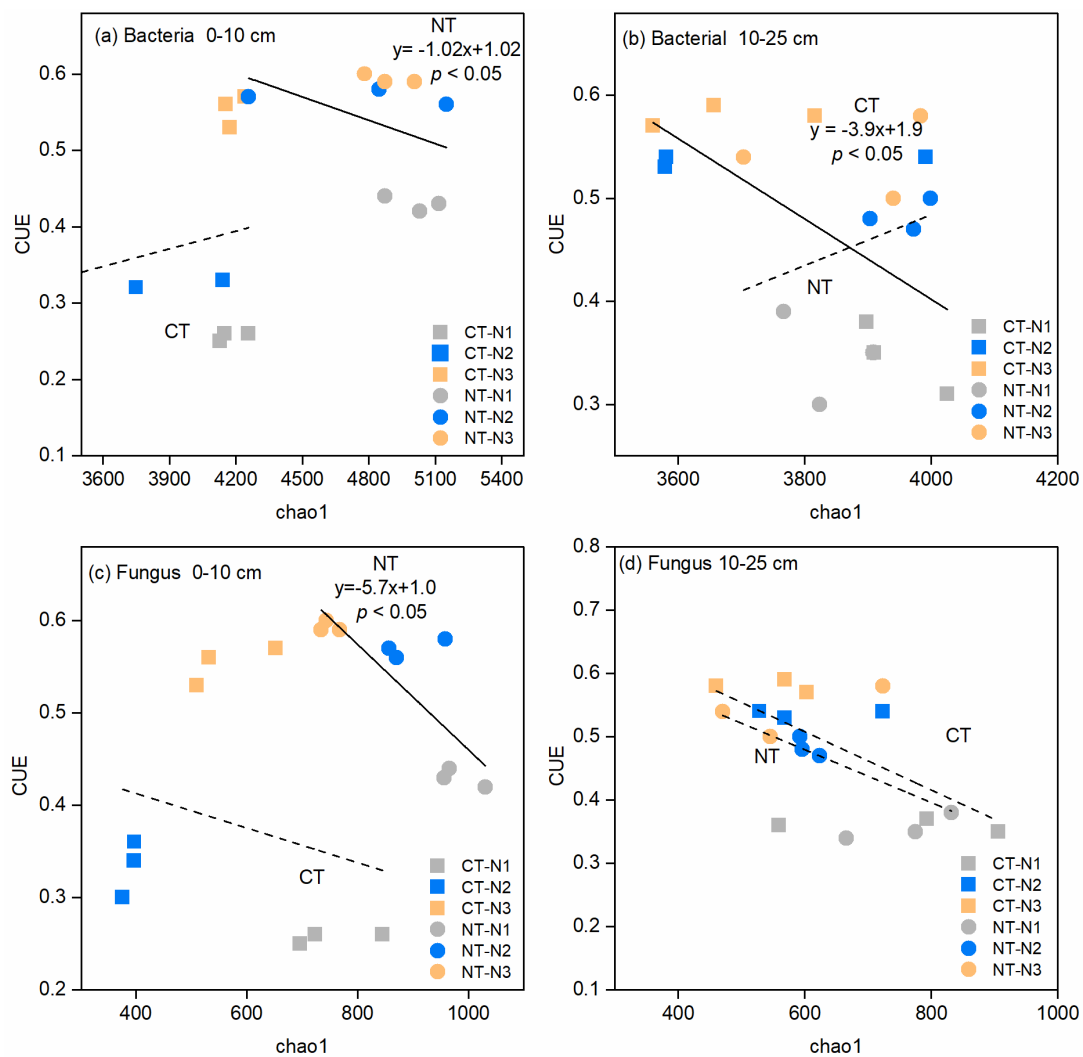 (a) Bacteria 0-10 cm
NT
y= -1.02x+1.02
p < 0.05
0.6
0.5
0.4
0.3
0.2
0.1
CUE
CT
CT-N1
CT-N2
CT-N3
NT-N1
NT-N2
NT-N3
3600 3900 4200 4800 5100 5400
chao1
(b) Bacterial 10-25 cm
CT
y = -3.9x+1.9
p < 0.05
0.6
0.5
0.4
0.3
CUE
NT
CT-N1
CT-N2
CT-N3
NT-N1
NT-N2
NT-N3
3600 3800 4000 4200
chao1
(c) Fungus 0-10 cm
NT
y=-5.7x+1.0
p < 0.05
0.6
0.5
0.4
0.3
0.2
CUE
CT
CT-N1
CT-N2
CT-N3
NT-N1
NT-N2
NT-N3
400 600 800 1000
chao1
(d) Fungus 10-25 cm
0.8
0.7
0.6
0.5
0.4
0.3
0.2
0.1
CUE
CT
NT
CT-N1
CT-N2
CT-N3
NT-N1
NT-N2
NT-N3
400 600 800 1000
chao1